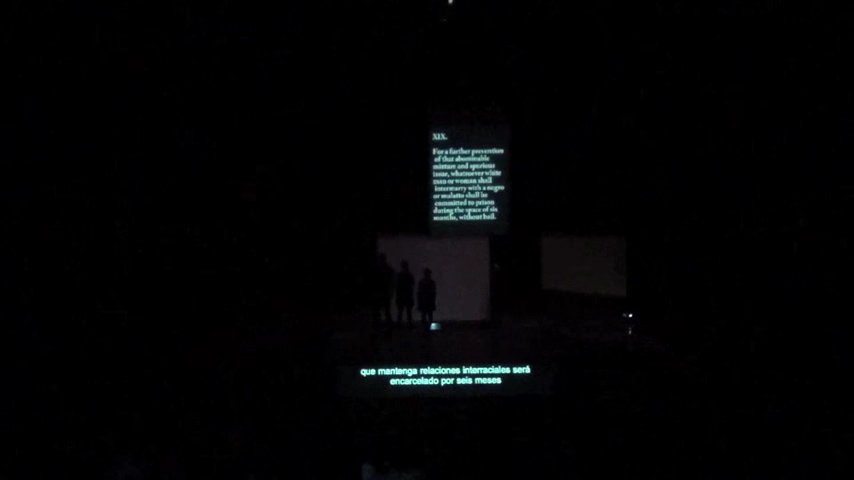 XIX.
For a further prevention
of that abominable
mixture and spurious
issue, whatsoever white
man or woman shall
intermarry with a negro
or mulatto shall be
committed to prison
during the space of six
months, without bail.
que mantenga relaciones interraciales será
encarcelado por seis meses